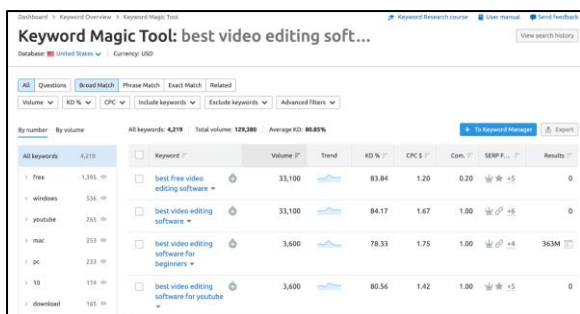 Dashboard > Keyword Overview > Keyword Magic Tool
Keyword Research course User manual Send feedback
Keyword Magic Tool: best video editing soft...
View search history
Database: United States Currency: USD
All Questions Broad Match Phrase Match Exact Match Related
Volume KD % CPC Include keywords Exclude keywords Advanced filters
By number By volume
All keywords: 4,219 Total volume: 129,380 Average KD: 80.85%
+ To Keyword Manager Export
All keywords 4,219
Keyword Volume Trend KD % CPC $ Com. SERP F... Results
free 1,395
best free video editing software 33,100 83.84 1.20 0.20 +5 0
windows 536
youtube 265
best video editing software 33,100 84.17 1.67 1.00 +6 0
mac 253
best video editing software for beginners 3,600 78.33 1.75 1.00 +4 363M
pc 233
10 174
best video editing software for youtube 3,600 80.56 1.42 1.00 +5 0
download 165